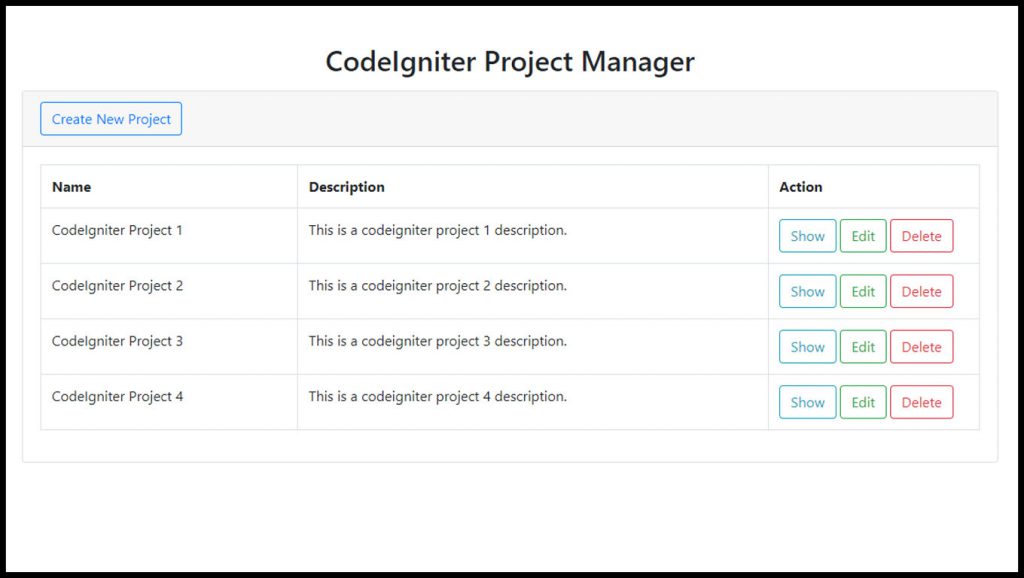 CodeIgniter Project Manager
Create New Project
Name Description Action
CodeIgniter Project 1 This is a codeigniter project 1 description. Show Edit Delete
CodeIgniter Project 2 This is a codeigniter project 2 description. Show Edit Delete
CodeIgniter Project 3 This is a codeigniter project 3 description. Show Edit Delete
CodeIgniter Project 4 This is a codeigniter project 4 description. Show Edit Delete